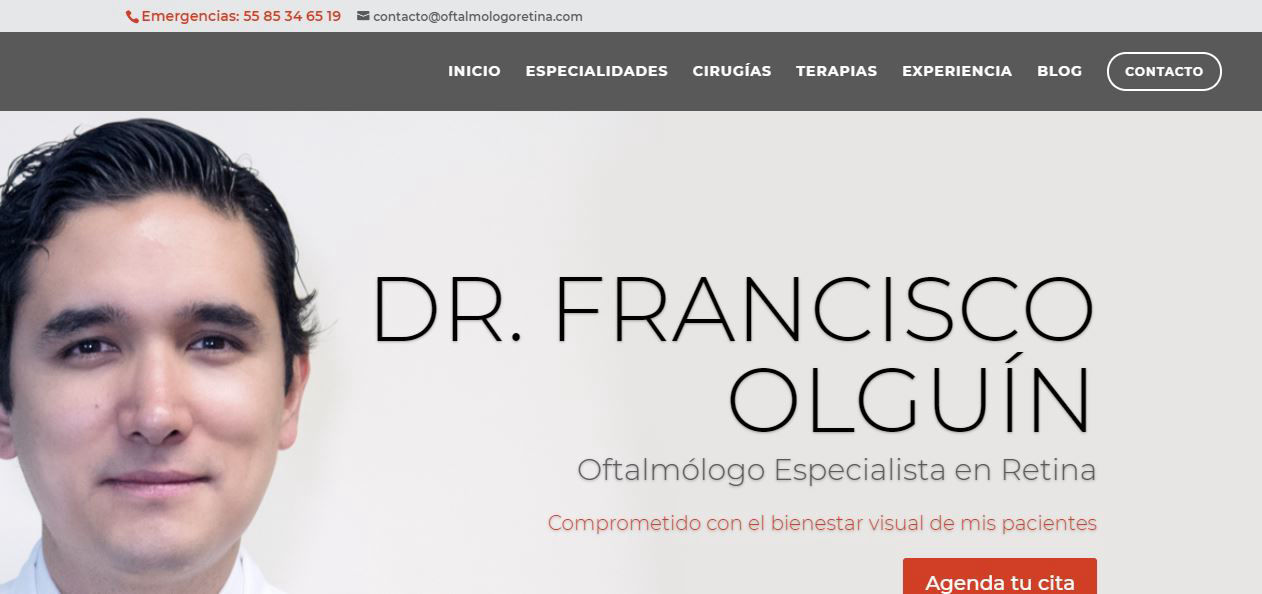 Emergencias: 55 85 34 65 19 contacto@oftalmologoretina.com
INICIO ESPECIALIDADES CIRUGÍAS TERAPIAS EXPERIENCIA BLOG CONTACTO
DR. FRANCISCO
OLGUÍN
Oftalmólogo Especialista en Retina
Comprometido con el bienestar visual de mis pacientes
Agenda tu cita